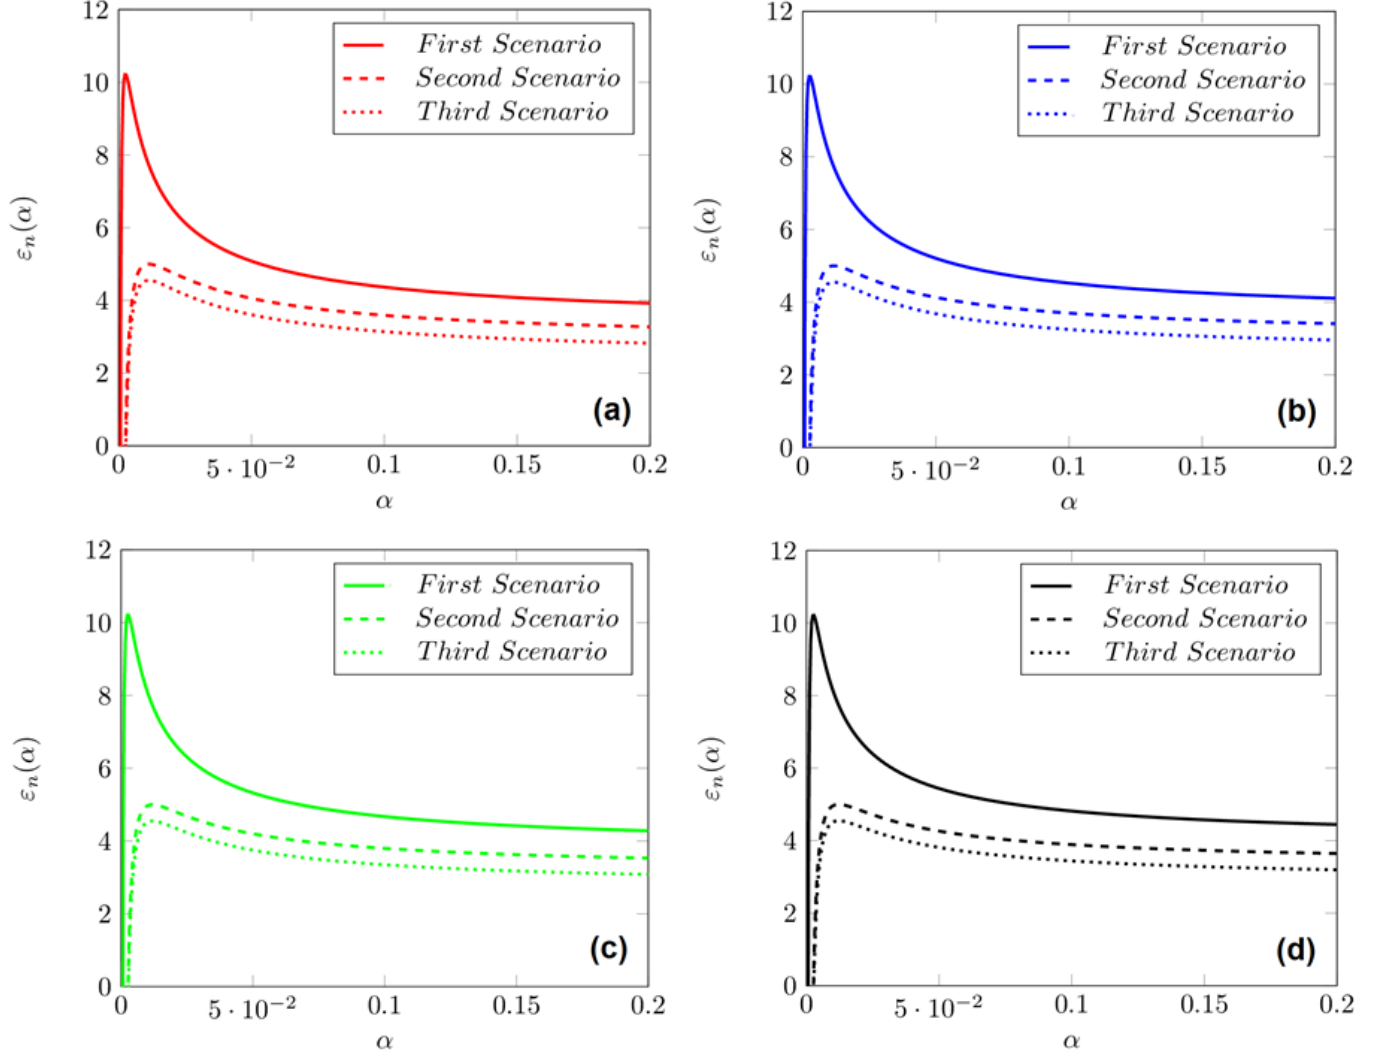 12
10
8
6
4
2
0
εₙ(α)
First Scenario
Second Scenario
Third Scenario
(a)
0
5 · 10⁻²
0.1
0.15
0.2
α
12
10
8
6
4
2
0
εₙ(α)
First Scenario
Second Scenario
Third Scenario
(b)
0
5 · 10⁻²
0.1
0.15
0.2
α
12
10
8
6
4
2
0
εₙ(α)
First Scenario
Second Scenario
Third Scenario
(c)
0
5 · 10⁻²
0.1
0.15
0.2
α
12
10
8
6
4
2
0
εₙ(α)
First Scenario
Second Scenario
Third Scenario
(d)
0
5 · 10⁻²
0.1
0.15
0.2
α